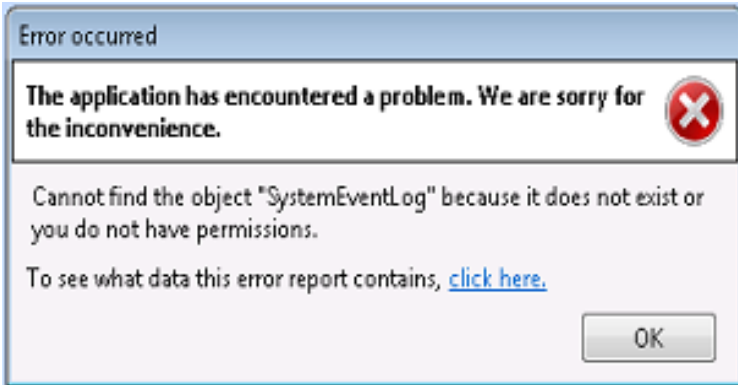 Error occurred
The application has encountered a problem. We are sorry for
the inconvenience.
Cannot find the object "SystemEventLog" because it does not exist or
you do not have permissions.
To see what data this error report contains, click here.
OK